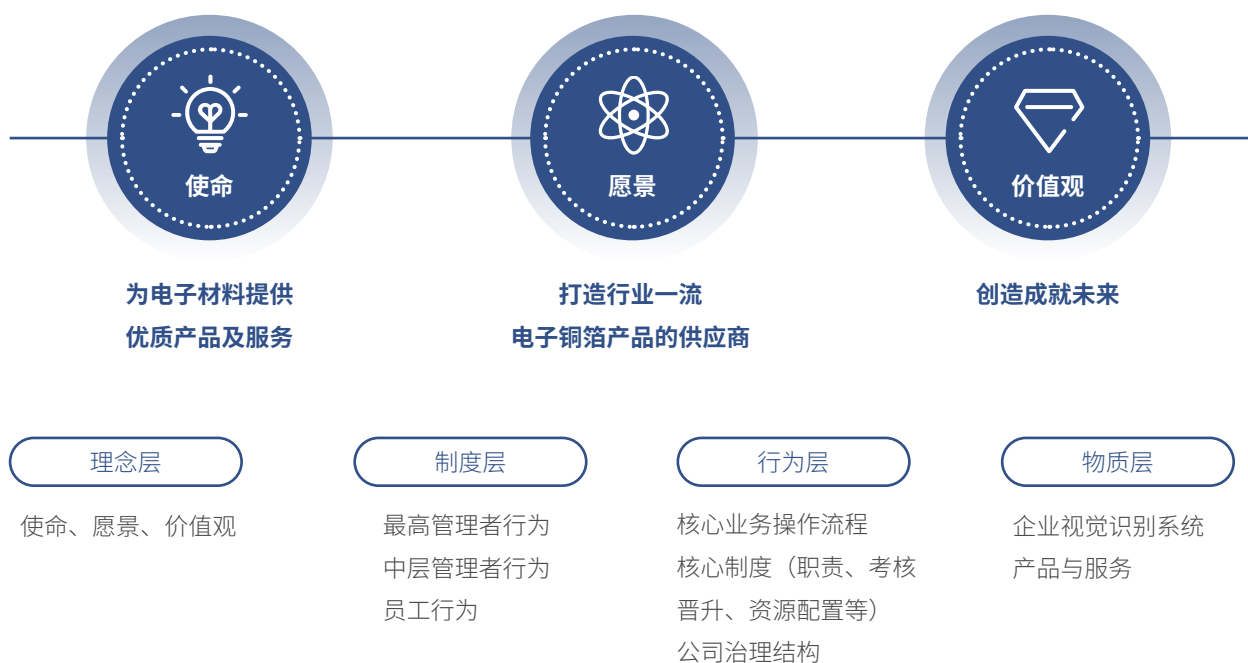 使命
愿景
价值观
为电子材料提供
优质产品及服务
打造行业一流
电子铜箔产品的供应商
创造成就未来
理念层
使命、愿景、价值观
制度层
最高管理者行为
中层管理者行为
员工行为
行为层
核心业务操作流程
核心制度（职责、考核
晋升、资源配置等）
公司治理结构
物质层
企业视觉识别系统
产品与服务